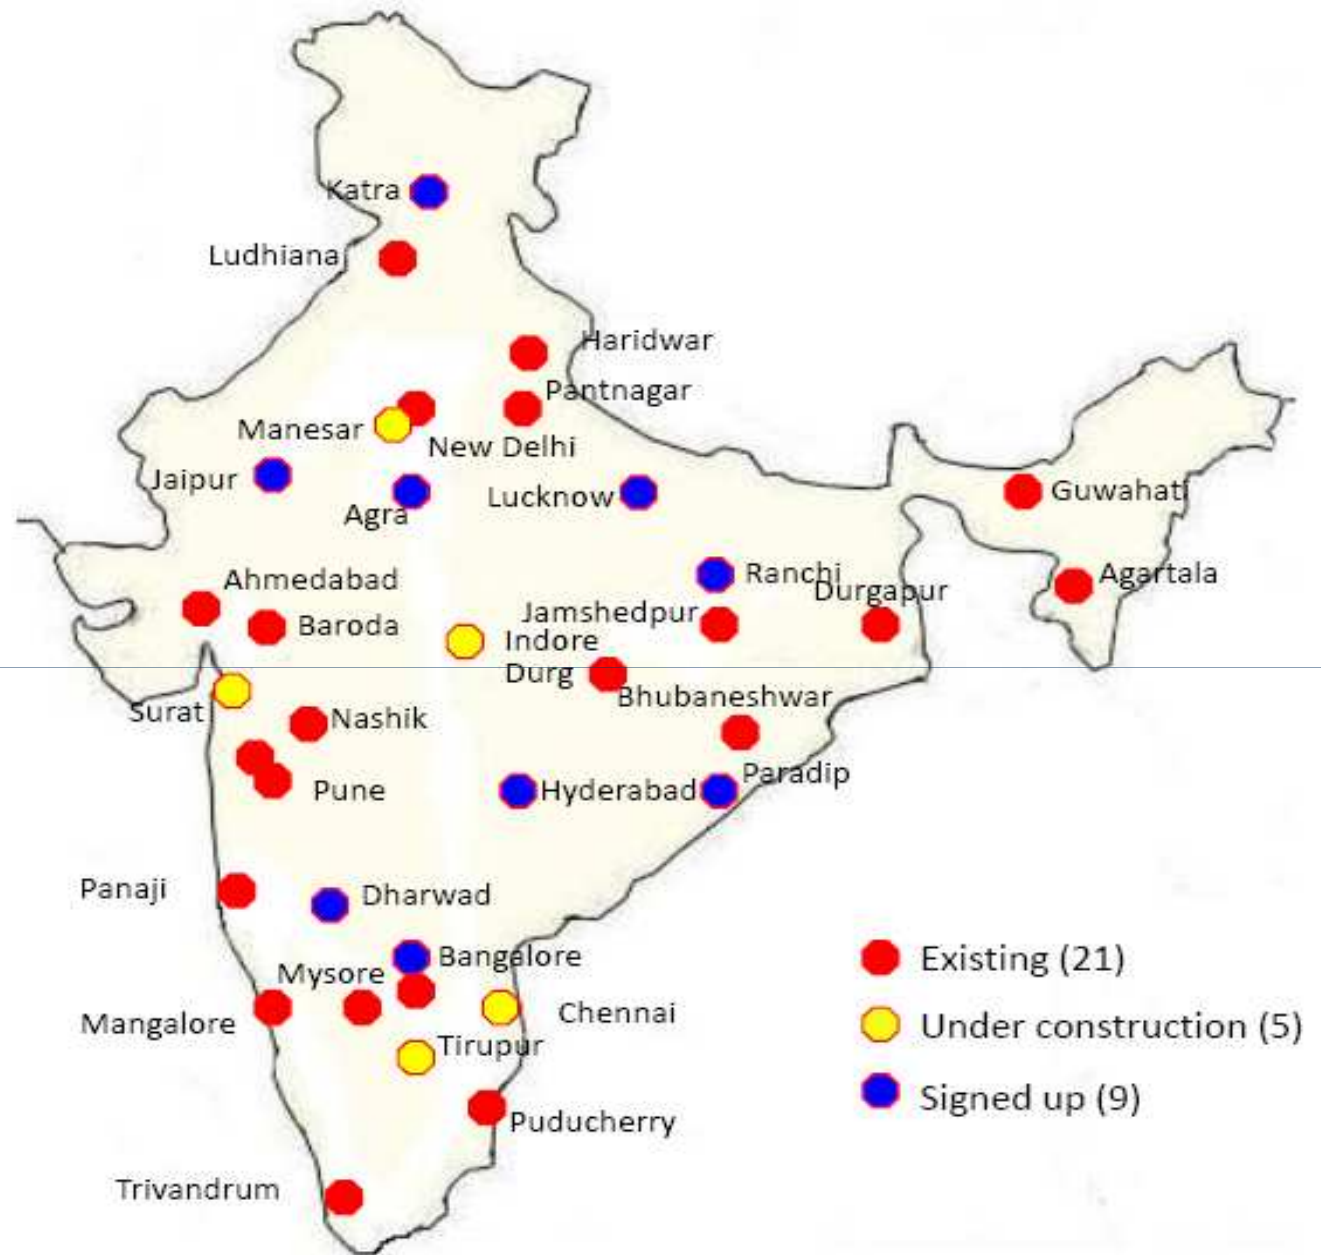 Katra
Ludhiana
Haridwar
Pantnagar
Manesar
New Delhi
Jaipur
Agra
Lucknow
Guwahati
Ahmedabad
Ranchi
Agartala
Durgapur
Jamshedpur
Baroda
Indore
Durg
Bhubaneshwar
Surat
Nashik
Paradip
Pune
Hyderabad
Panaji
Dharwad
Bangalore
Existing (21)
Mysore
Chennai
Mangalore
Under construction (5)
Tirupur
Signed up (9)
Puducherry
Trivandrum